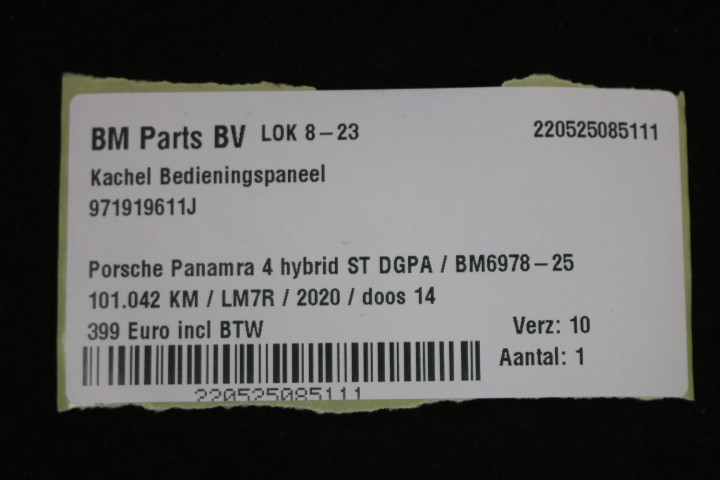 BM Parts BV LOK 8-23 220525085111
Kachel Bedieningspaneel
971919611J
Porsche Panamra 4 hybrid ST DGPA / BM6978-25
101.042 KM / LM7R / 2020 / doos 14
399 Euro incl BTW Verz: 10
Aantal: 1
220525085111